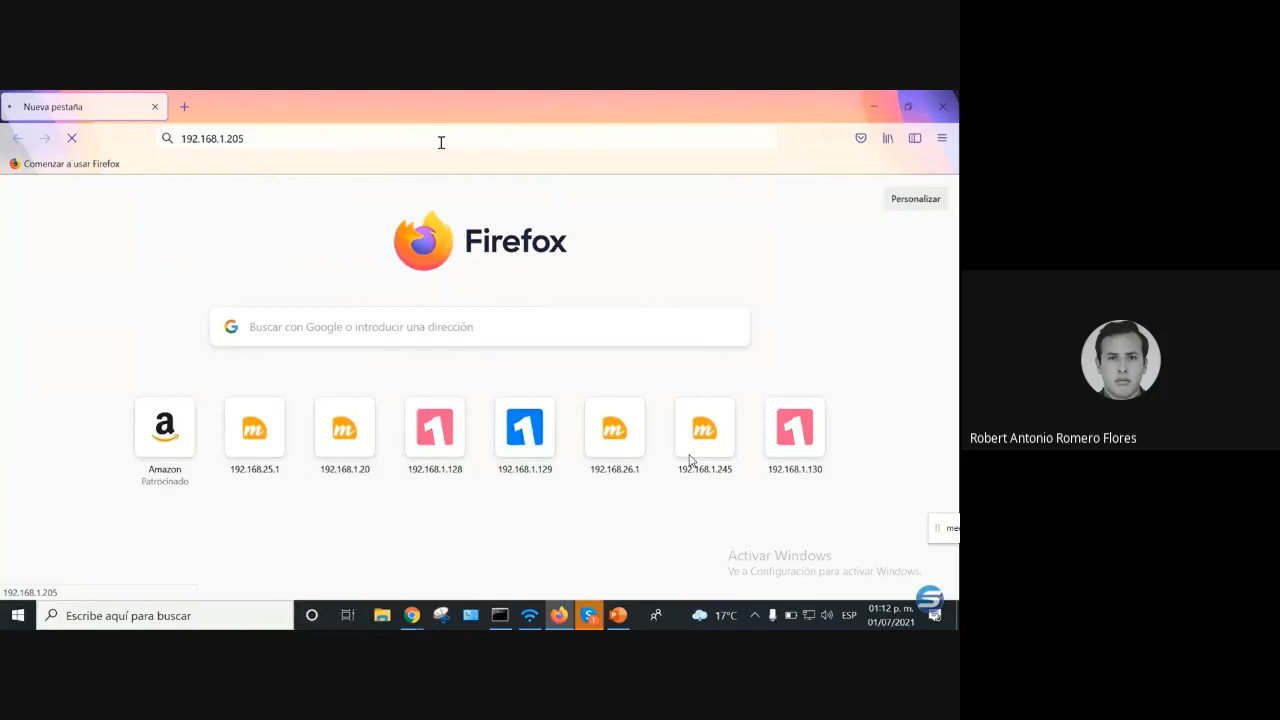 Nueva pestaña
192.168.1.205
Comenzar a usar Firefox
Personalizar
Firefox
Buscar con Google o introducir una dirección
a
m
m
1
1
m
m
1
Amazon
Patrocinado
192.168.25.1
192.168.1.20
192.168.1.128
192.168.1.129
192.168.26.1
192.168.1.245
192.168.1.130
Robert Antonio Romero Flores
Activar Windows
Ve a Configuración para activar Windows.
192.168.1.205
Escribe aquí para buscar
17°C
ESP
01:12 p. m.
01/07/2021